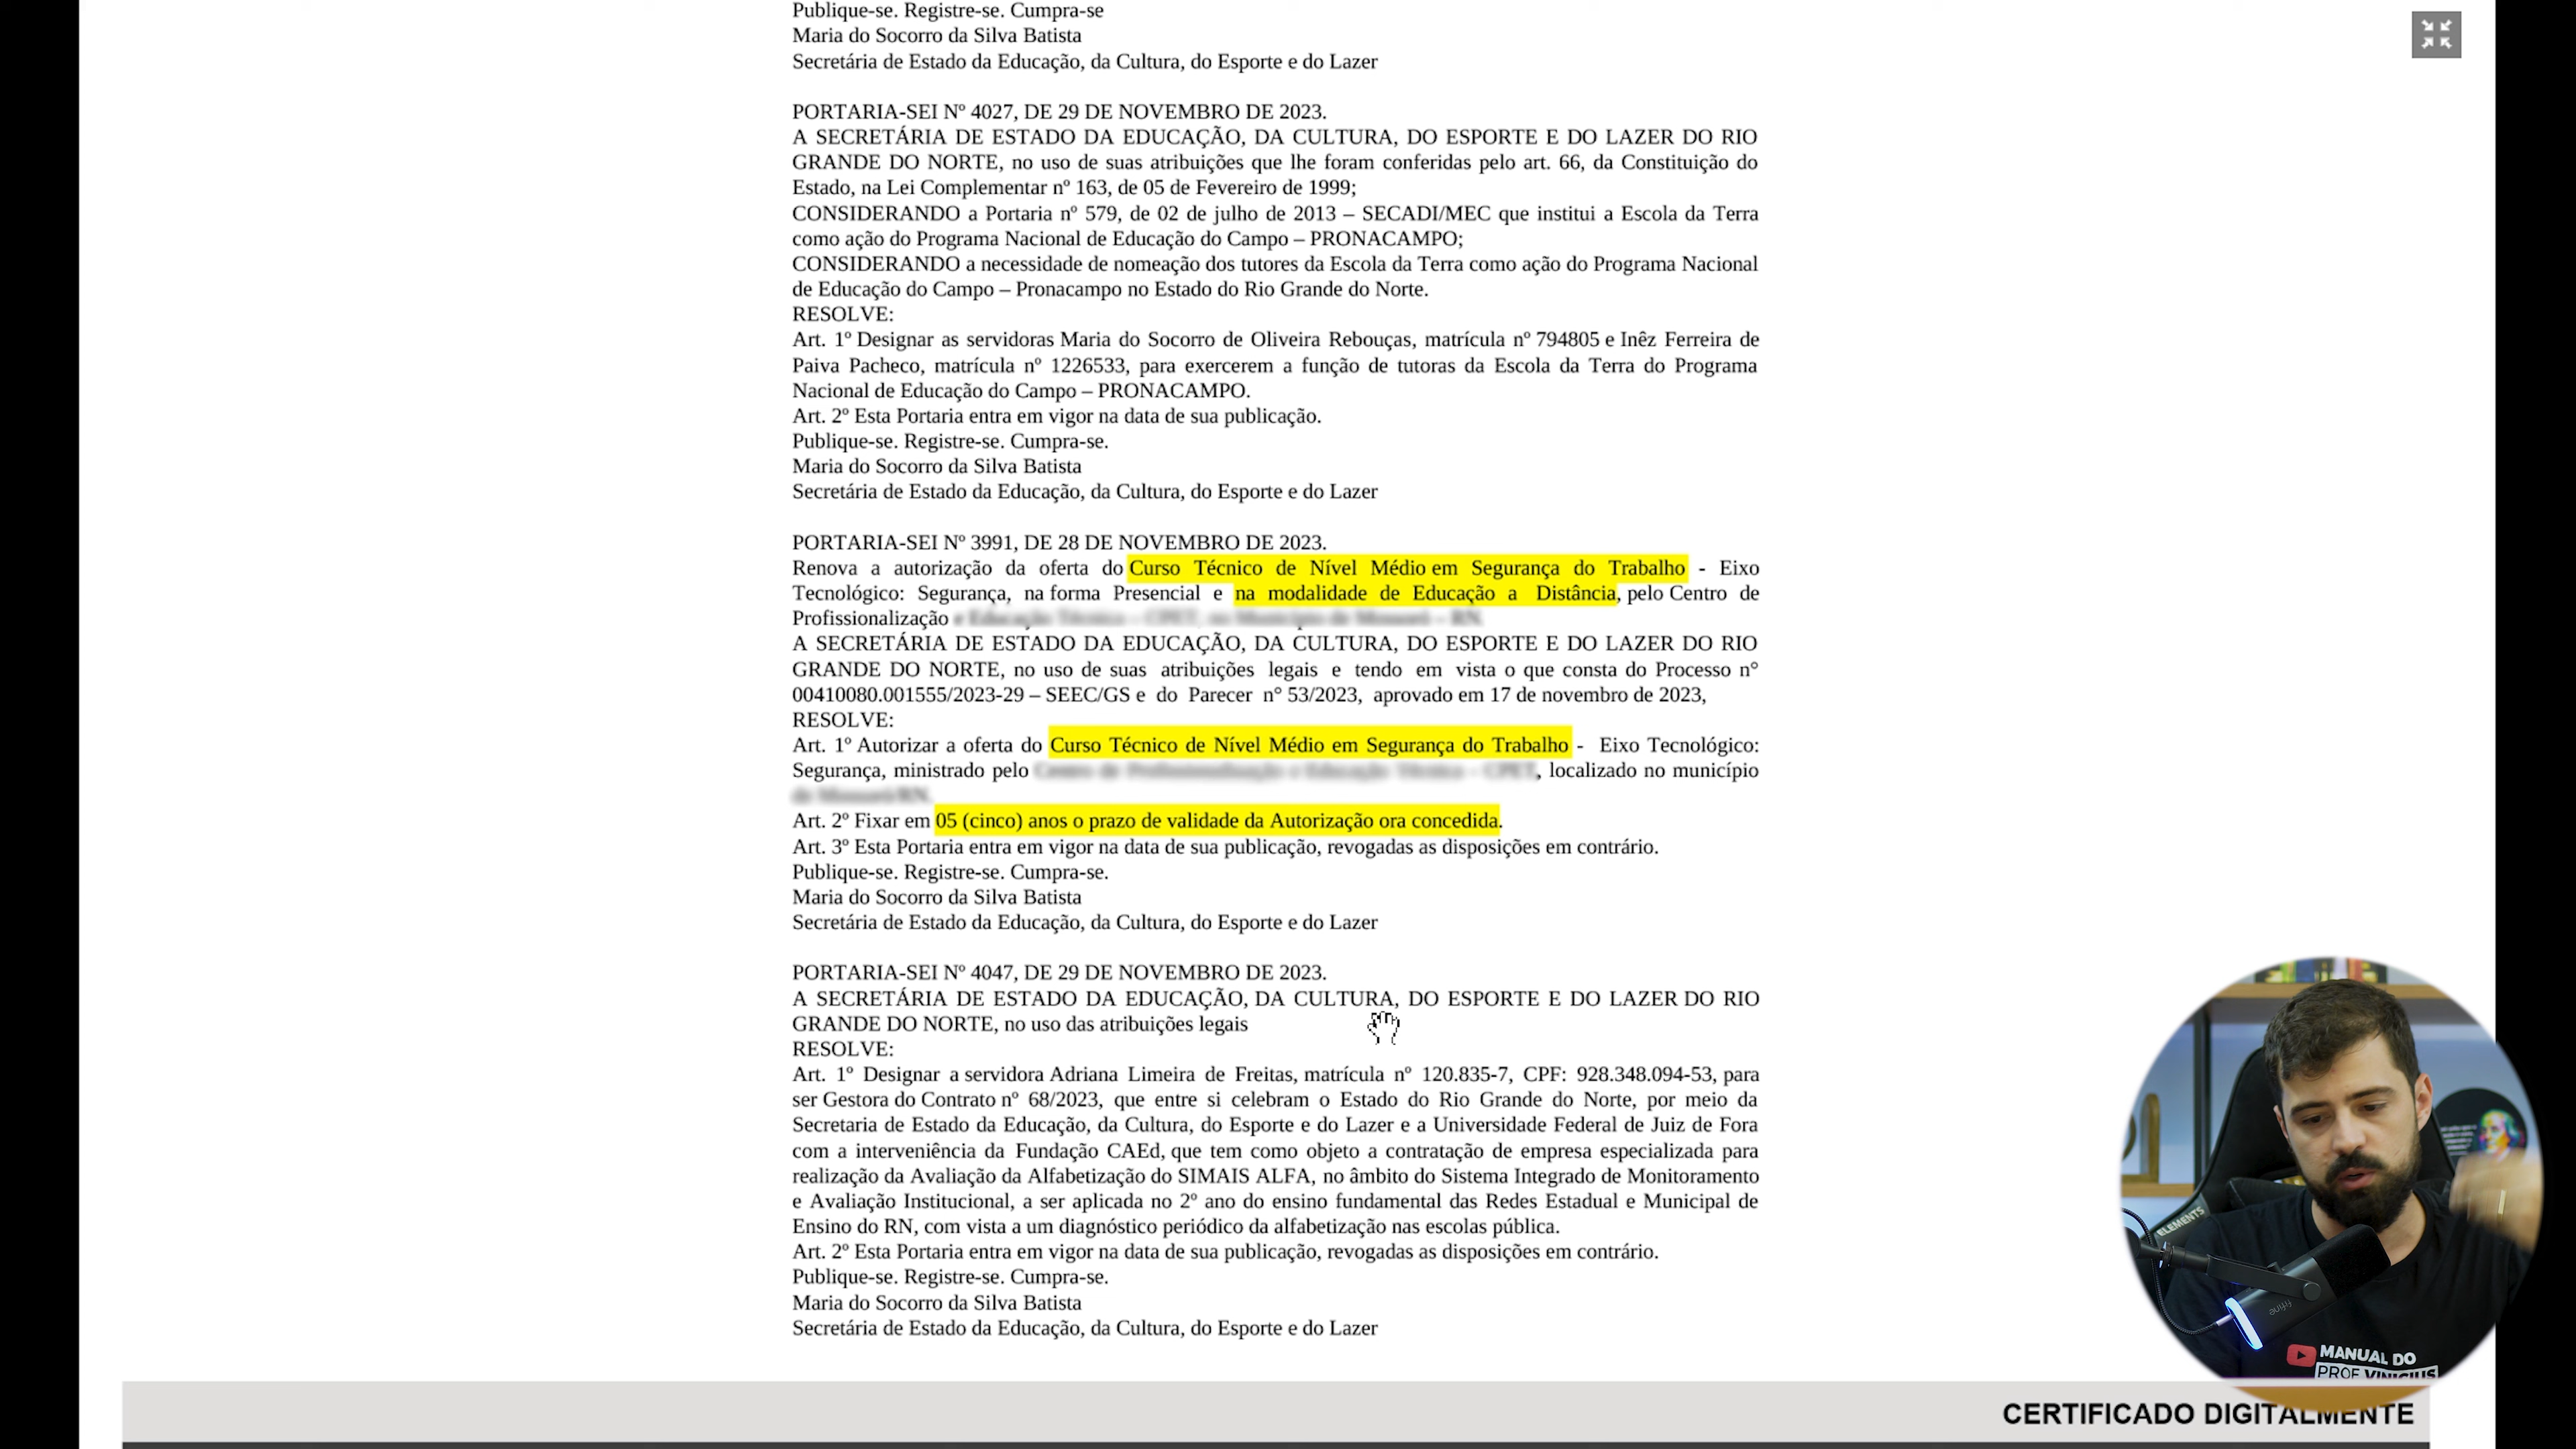 Publique-se. Registre-se. Cumpra-se
Maria do Socorro da Silva Batista
Secretária de Estado da Educação, da Cultura, do Esporte e do Lazer
PORTARIA-SEI Nº 4027, DE 29 DE NOVEMBRO DE 2023.
A SECRETÁRIA DE ESTADO DA EDUCAÇÃO, DA CULTURA, DO ESPORTE E DO LAZER DO RIO
GRANDE DO NORTE, no uso de suas atribuições que lhe foram conferidas pelo art. 66, da Constituição do
Estado, na Lei Complementar nº 163, de 05 de Fevereiro de 1999;
CONSIDERANDO a Portaria nº 579, de 02 de julho de 2013 – SECADI/MEC que institui a Escola da Terra
como ação do Programa Nacional de Educação do Campo – PRONACAMPO;
CONSIDERANDO a necessidade de nomeação dos tutores da Escola da Terra como ação do Programa Nacional
de Educação do Campo – Pronacampo no Estado do Rio Grande do Norte.
RESOLVE:
Art. 1º Designar as servidoras Maria do Socorro de Oliveira Rebouças, matrícula nº 794805 e Inêz Ferreira de
Paiva Pacheco, matrícula nº 1226533, para exercerem a função de tutoras da Escola da Terra do Programa
Nacional de Educação do Campo – PRONACAMPO.
Art. 2º Esta Portaria entra em vigor na data de sua publicação.
Publique-se. Registre-se. Cumpra-se.
Maria do Socorro da Silva Batista
Secretária de Estado da Educação, da Cultura, do Esporte e do Lazer
PORTARIA-SEI Nº 3991, DE 28 DE NOVEMBRO DE 2023.
Renova a autorização da oferta do Curso Técnico de Nível Médio em Segurança do Trabalho - Eixo
Tecnológico: Segurança, na forma Presencial e na modalidade de Educação a Distância, pelo Centro de
Profissionalização
A SECRETÁRIA DE ESTADO DA EDUCAÇÃO, DA CULTURA, DO ESPORTE E DO LAZER DO RIO
GRANDE DO NORTE, no uso de suas atribuições legais e tendo em vista o que consta do Processo n°
00410080.001555/2023-29 – SEEC/GS e do Parecer n° 53/2023, aprovado em 17 de novembro de 2023,
RESOLVE:
Art. 1º Autorizar a oferta do Curso Técnico de Nível Médio em Segurança do Trabalho - Eixo Tecnológico:
Segurança, ministrado pelo , localizado no município
Art. 2º Fixar em 05 (cinco) anos o prazo de validade da Autorização ora concedida.
Art. 3º Esta Portaria entra em vigor na data de sua publicação, revogadas as disposições em contrário.
Publique-se. Registre-se. Cumpra-se.
Maria do Socorro da Silva Batista
Secretária de Estado da Educação, da Cultura, do Esporte e do Lazer
PORTARIA-SEI Nº 4047, DE 29 DE NOVEMBRO DE 2023.
A SECRETÁRIA DE ESTADO DA EDUCAÇÃO, DA CULTURA, DO ESPORTE E DO LAZER DO RIO
GRANDE DO NORTE, no uso das atribuições legais
RESOLVE:
Art. 1º Designar a servidora Adriana Limeira de Freitas, matrícula nº 120.835-7, CPF: 928.348.094-53, para
ser Gestora do Contrato nº 68/2023, que entre si celebram o Estado do Rio Grande do Norte, por meio da
Secretaria de Estado da Educação, da Cultura, do Esporte e do Lazer e a Universidade Federal de Juiz de Fora
com a interveniência da Fundação CAEd, que tem como objeto a contratação de empresa especializada para
realização da Avaliação da Alfabetização do SIMAIS ALFA, no âmbito do Sistema Integrado de Monitoramento
e Avaliação Institucional, a ser aplicada no 2º ano do ensino fundamental das Redes Estadual e Municipal de
Ensino do RN, com vista a um diagnóstico periódico da alfabetização nas escolas pública.
Art. 2º Esta Portaria entra em vigor na data de sua publicação, revogadas as disposições em contrário.
Publique-se. Registre-se. Cumpra-se.
Maria do Socorro da Silva Batista
Secretária de Estado da Educação, da Cultura, do Esporte e do Lazer
ELEMENTS
fifine
MANUAL DO
PROF VINICIUS
CERTIFICADO DIGITALMENTE